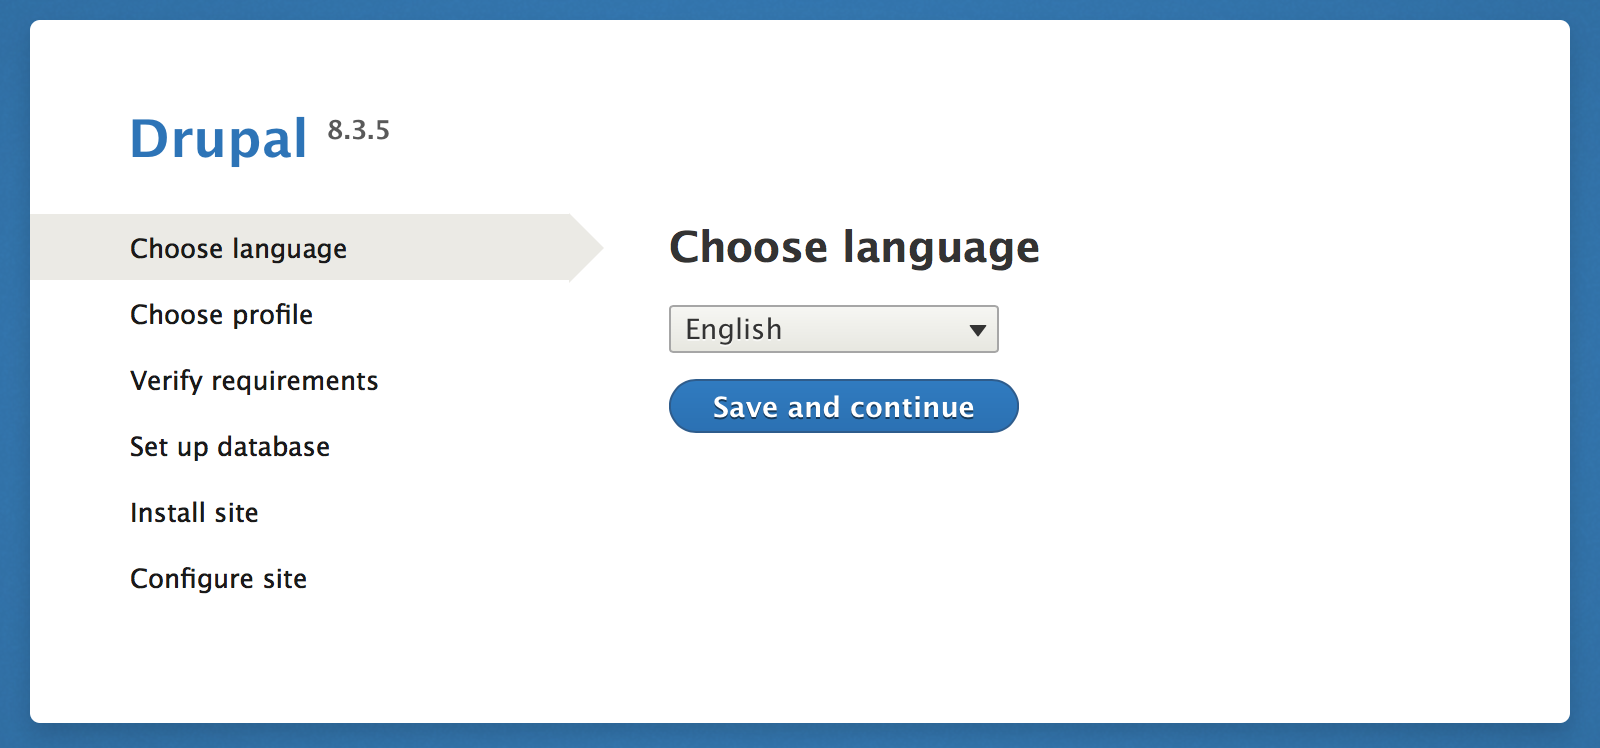 Drupal 8.3.5
Choose language
Choose profile
Verify requirements
Set up database
Install site
Configure site
Choose language
English
Save and continue